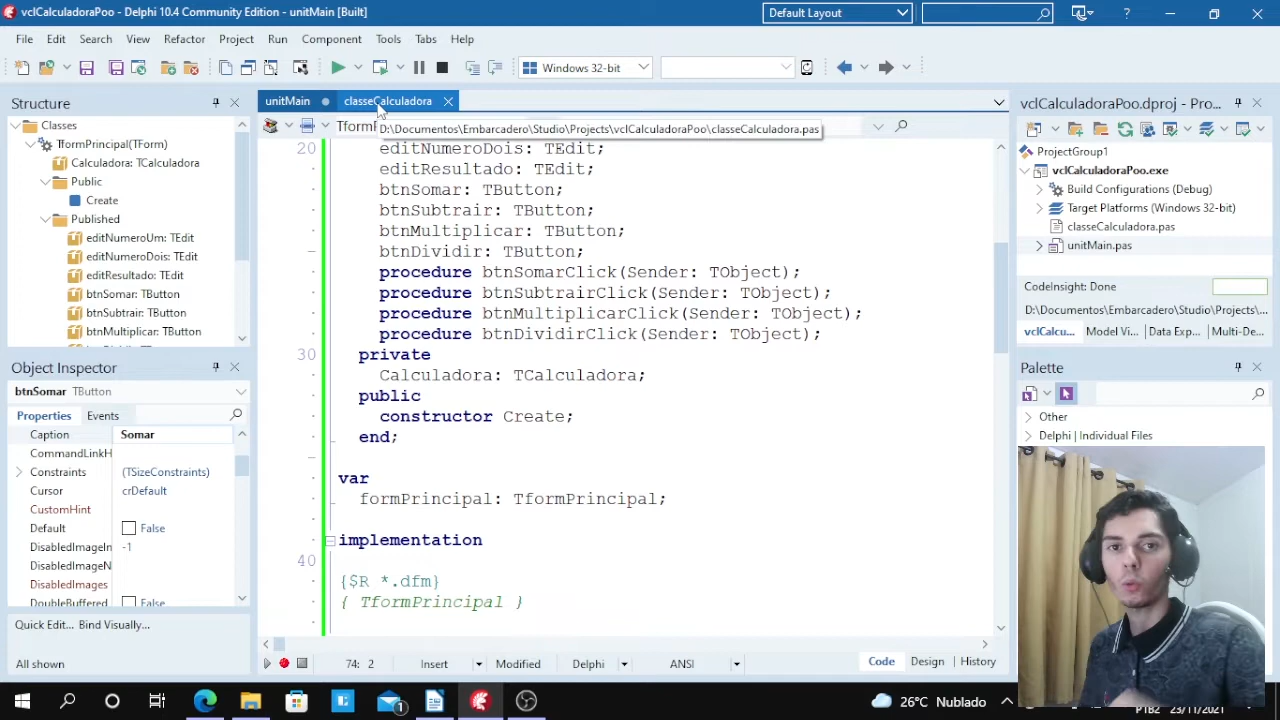 vclCalculadoraPoo - Delphi 10.4 Community Edition - unitMain [Built]
Default Layout
?
File Edit Search View Refactor Project Run Component Tools Tabs Help
Windows 32-bit
Structure
Classes
TformPrincipal(TForm)
Calculadora: TCalculadora
Public
Create
Published
editNumeroUm: TEdit
editNumeroDois: TEdit
editResultado: TEdit
btnSomar: TButton
btnSubtrair: TButton
btnMultiplicar: TButton
Object Inspector
btnSomar TButton
Properties Events
Caption Somar
CommandLinkH
Constraints (TSizeConstraints)
Cursor crDefault
CustomHint
Default False
DisabledImageIn -1
DisabledImageN
DisabledImages
DoubleBuffered False
Quick Edit... Bind Visually...
All shown
unitMain classeCalculadora
D:\Documentos\Embarcadero\Studio\Projects\vclCalculadoraPoo\classeCalculadora.pas
20 editNumeroDois: TEdit;
editResultado: TEdit;
btnSomar: TButton;
btnSubtrair: TButton;
btnMultiplicar: TButton;
btnDividir: TButton;
procedure btnSomarClick(Sender: TObject);
procedure btnSubtrairClick(Sender: TObject);
procedure btnMultiplicarClick(Sender: TObject);
procedure btnDividirClick(Sender: TObject);
30 private
Calculadora: TCalculadora;
public
constructor Create;
end;
var
formPrincipal: TformPrincipal;
implementation
40
{$R *.dfm}
{ TformPrincipal }
74: 2 Insert Modified Delphi ANSI Code Design History
vclCalculadoraPoo.dproj - Pro...
ProjectGroup1
vclCalculadoraPoo.exe
Build Configurations (Debug)
Target Platforms (Windows 32-bit)
classeCalculadora.pas
unitMain.pas
CodeInsight: Done
D:\Documentos\Embarcadero\Studio\Projects\...
vclCalcu... Model Vi... Data Exp... Multi-De...
Palette
Other
Delphi | Individual Files
1
26°C Nublado
PTB2 23/11/2021